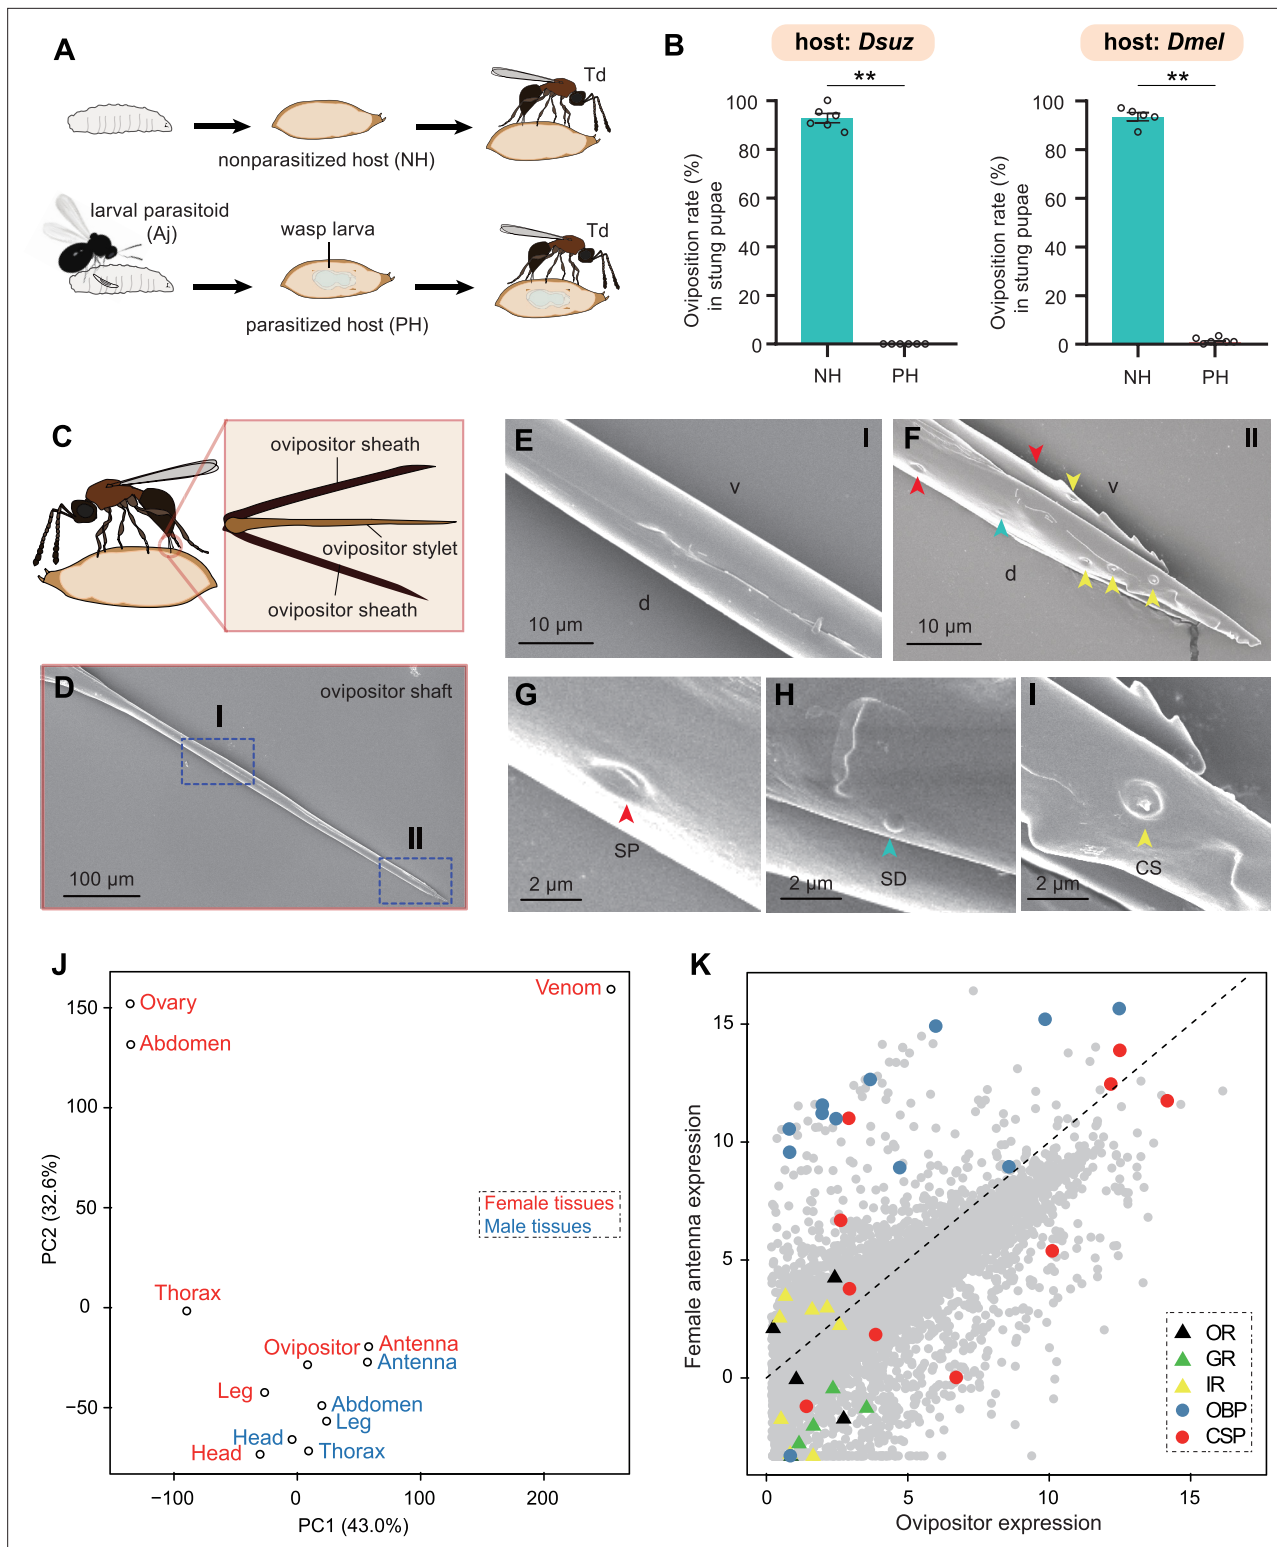 A
nonparasitized host (NH)
Td
larval parasitoid
(Aj)
wasp larva
parasitized host (PH)
Td
B
host: Dsuz
**
Oviposition rate (%)
in stung pupae
100
80
60
40
20
0
NH PH
host: Dmel
**
Oviposition rate (%)
in stung pupae
100
80
60
40
20
0
NH PH
C
ovipositor sheath
ovipositor stylet
ovipositor sheath
D
ovipositor shaft
I
II
100 µm
E
I
v
d
10 µm
F
II
v
d
10 µm
G
SP
2 µm
H
SD
2 µm
I
CS
2 µm
J
Ovary
Abdomen
Venom
Female tissues
Male tissues
Thorax
Ovipositor
Antenna
Antenna
Leg
Abdomen
Leg
Head
Head
Thorax
PC2 (32.6%)
150
100
50
0
−50
−100 0 100 200
PC1 (43.0%)
K
Female antenna expression
15
10
5
0
OR
GR
IR
OBP
CSP
0 5 10 15
Ovipositor expression